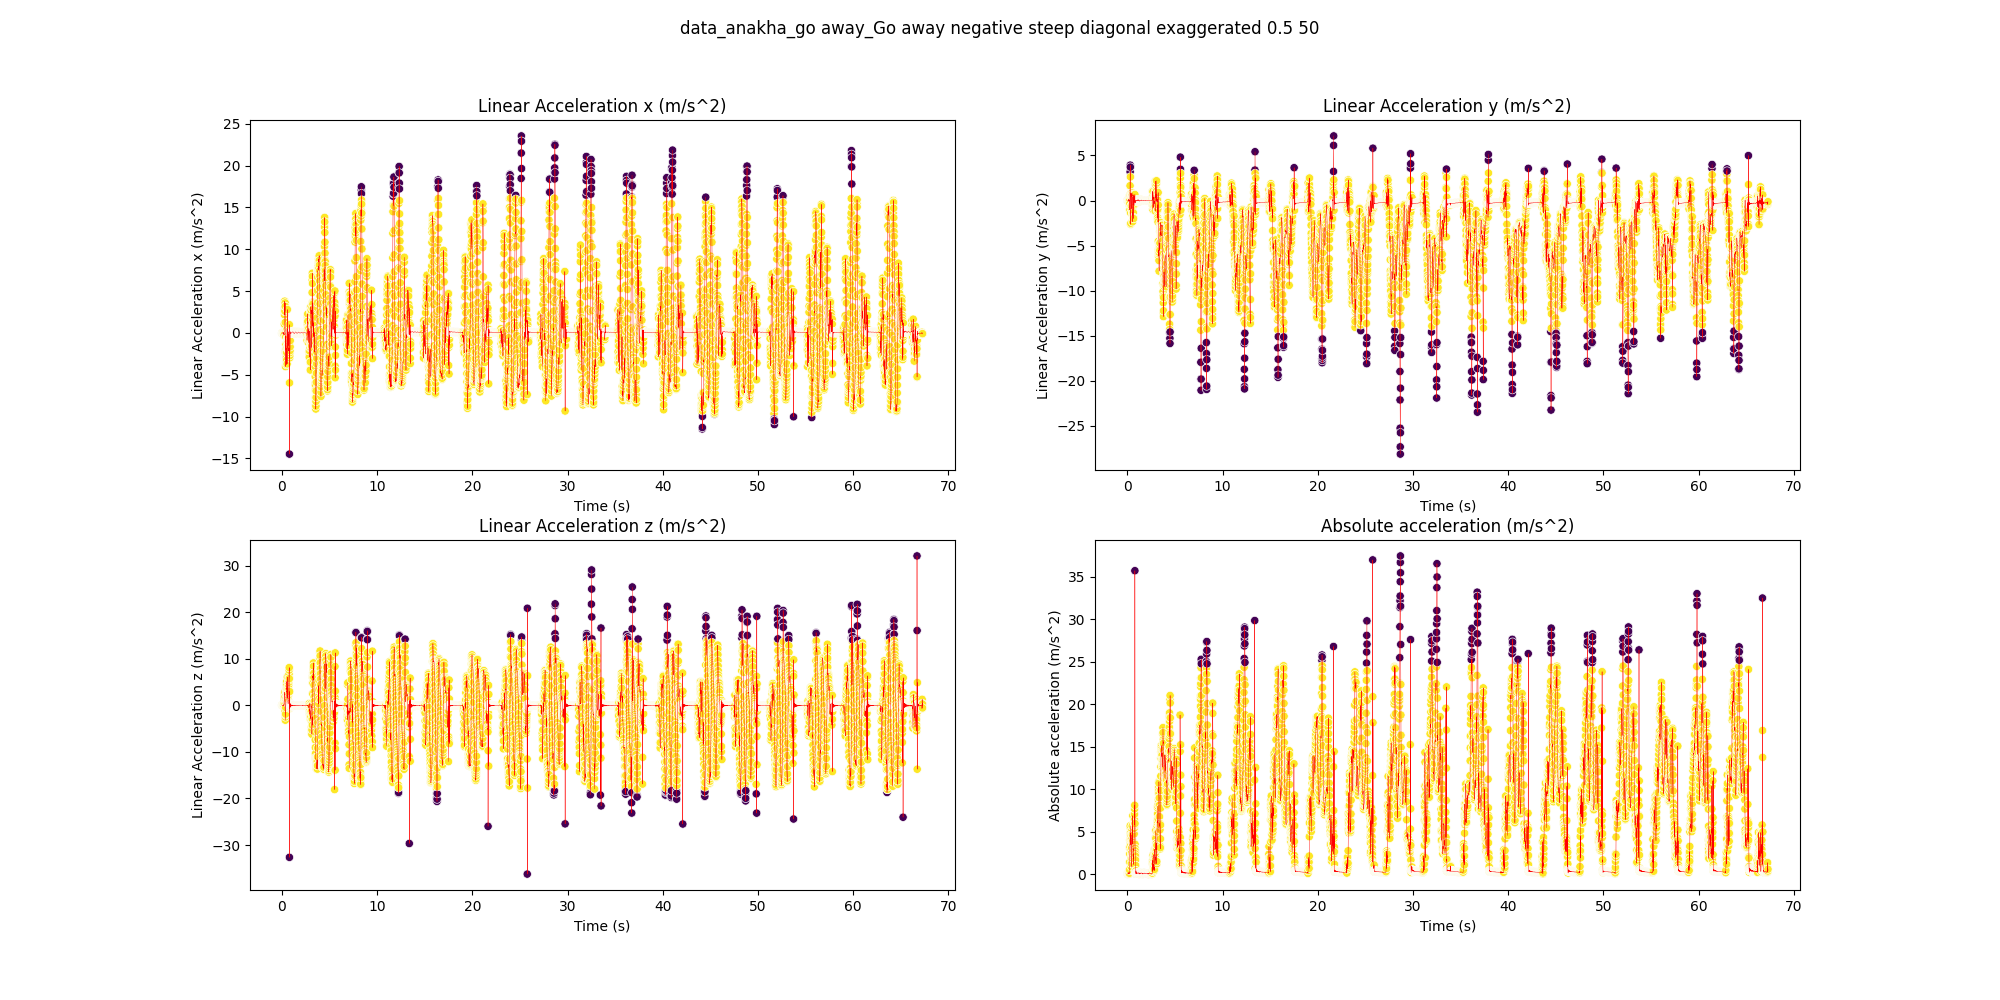 data_anakha_go away_Go away negative steep diagonal exaggerated 0.5 50
Linear Acceleration x (m/s^2)
Linear Acceleration x (m/s^2)
25
20
15
10
5
0
−5
−10
−15
0 10 20 30 40 50 60 70
Time (s)
Linear Acceleration y (m/s^2)
Linear Acceleration y (m/s^2)
5
0
−5
−10
−15
−20
−25
0 10 20 30 40 50 60 70
Time (s)
Linear Acceleration z (m/s^2)
Linear Acceleration z (m/s^2)
30
20
10
0
−10
−20
−30
0 10 20 30 40 50 60 70
Time (s)
Absolute acceleration (m/s^2)
Absolute acceleration (m/s^2)
35
30
25
20
15
10
5
0
0 10 20 30 40 50 60 70
Time (s)